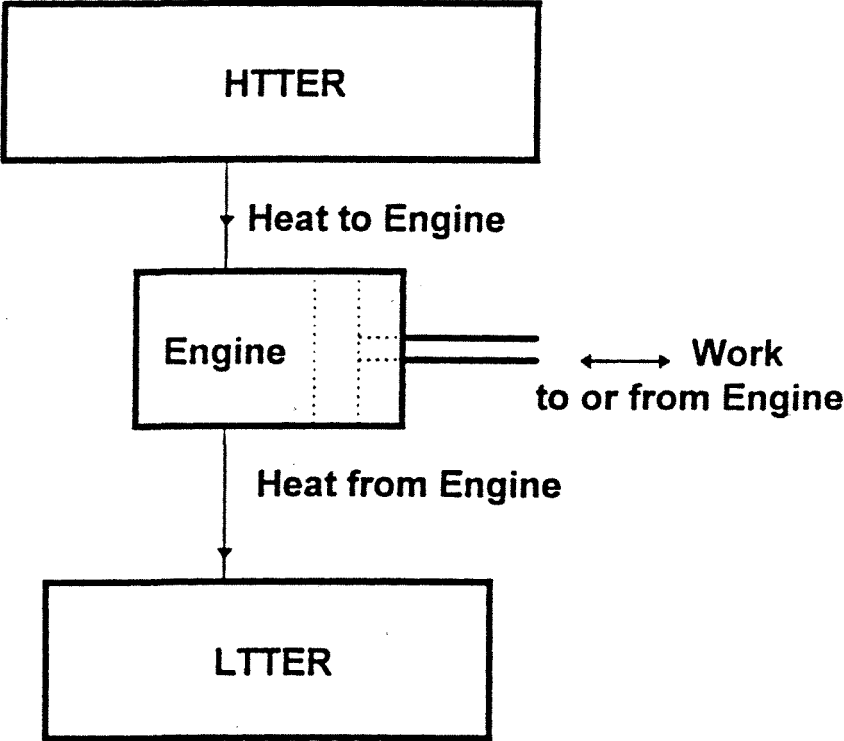 HTTER
Heat to Engine
Engine
Work
to or from Engine
Heat from Engine
LTTER